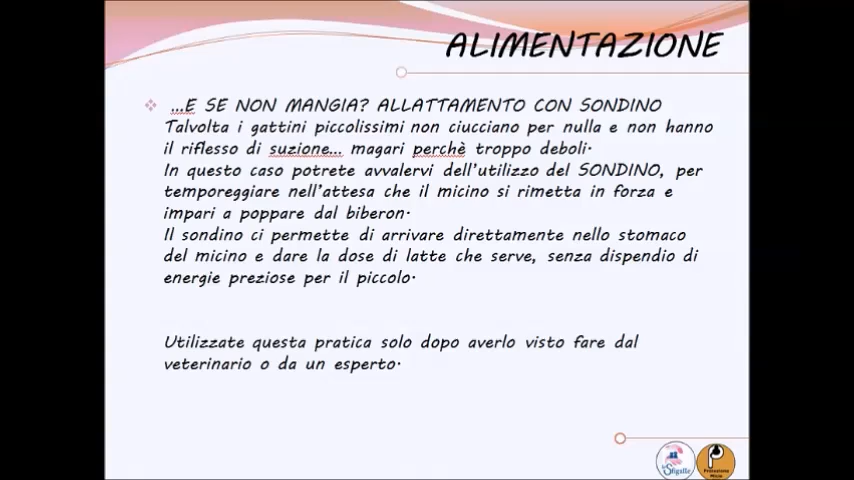 ALIMENTAZIONE
...E SE NON MANGIA? ALLATTAMENTO CON SONDINO
Talvolta i gattini piccolissimi non ciucciano per nulla e non hanno
il riflesso di suzione... magari perchè troppo deboli.
In questo caso potrete avvalervi dell'utilizzo del SONDINO, per
temporeggiare nell'attesa che il micino si rimetta in forza e
impari a poppare dal biberon.
Il sondino ci permette di arrivare direttamente nello stomaco
del micino e dare la dose di latte che serve, senza dispendio di
energie preziose per il piccolo.
Utilizzate questa pratica solo dopo averlo visto fare dal
veterinario o da un esperto.
le Sfigatte
Protezione
Micio